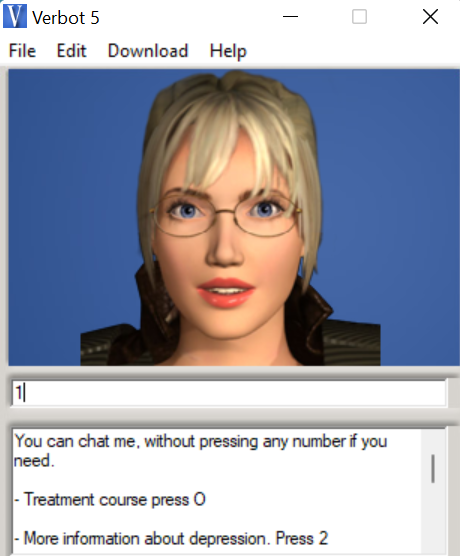 Verbot 5
File Edit Download Help
1
You can chat me, without pressing any number if you
need.
- Treatment course press O
- More information about depression. Press 2